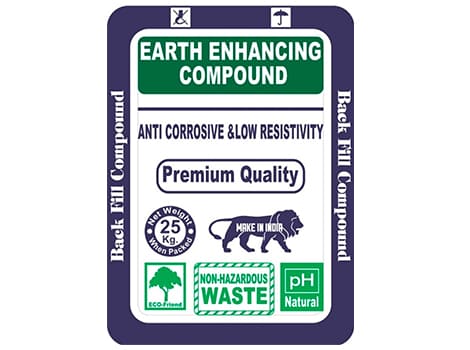 EARTH ENHANCING
COMPOUND
Back Fill Compound
Back Fill Compound
ANTI CORROSIVE &LOW RESISTIVITY
Premium Quality
Net Weight
25
Kg.
When Packed
MAKE IN INDIA
ECO-Friend
NON-HAZARDOUS
WASTE
pH
Natural